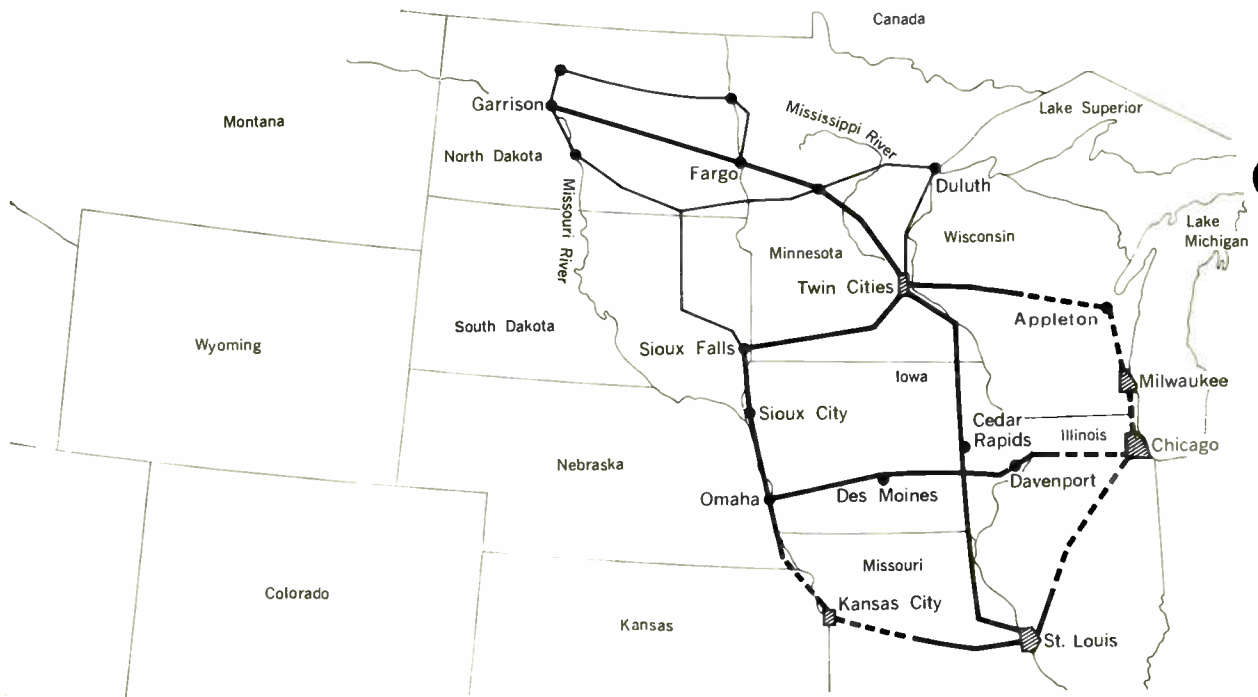 Canada
Lake Superior
Garrison
Montana
Mississippi River
North Dakota
Fargo
Duluth
Missouri River
Lake
Michigan
Wisconsin
Minnesota
Twin Cities
Appleton
South Dakota
Wyoming
Sioux Falls
Iowa
Milwaukee
Sioux City
Cedar
Rapids
Illinois
Chicago
Nebraska
Davenport
Des Moines
Omaha
Missouri
Colorado
Kansas City
Kansas
St. Louis